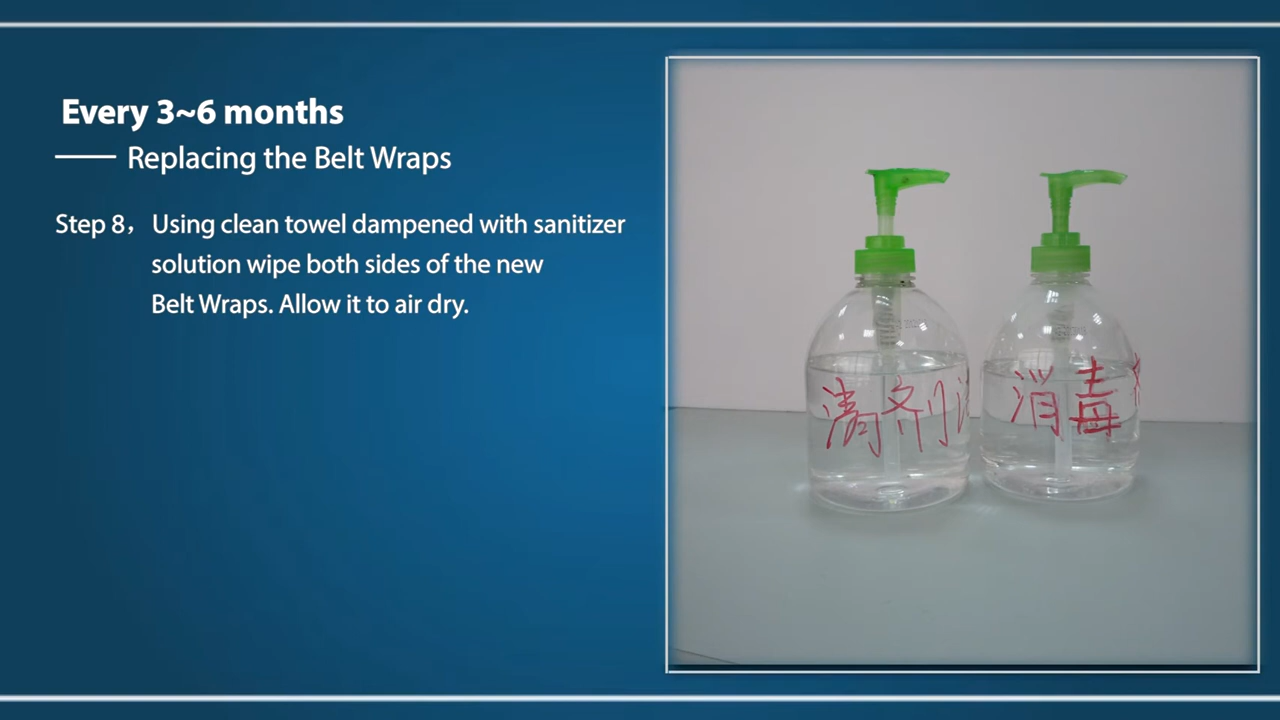 Every 3~6 months
Replacing the Belt Wraps
Step 8, Using clean towel dampened with sanitizer
solution wipe both sides of the new
Belt Wraps. Allow it to air dry.
消毒